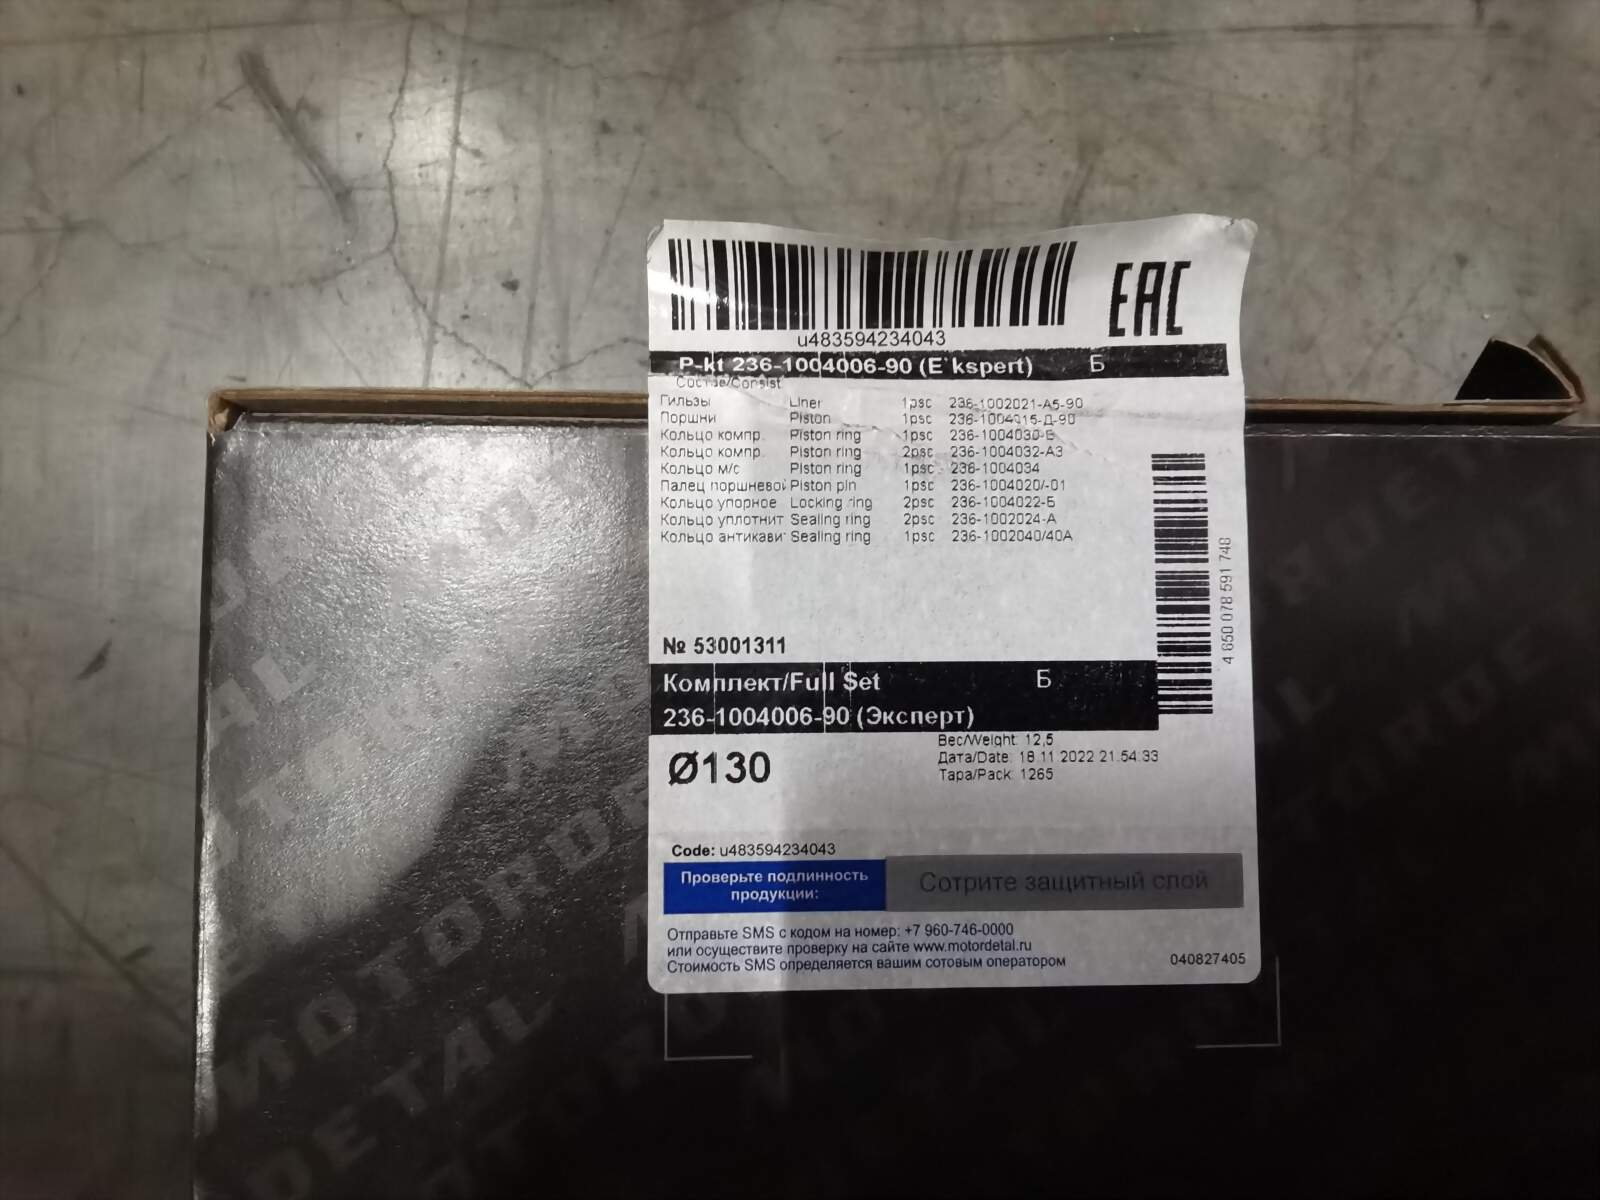 EAC
u483594234043
P-kt 236-1004006-90 (E`kspert) Б
Состав/Consist
Гильзы Liner 1psc 236-1002021-А5-90
Поршни Piston 1psc 236-1004015-Д-90
Кольцо компр. Piston ring 1psc 236-1004030-Б
Кольцо компр. Piston ring 2psc 236-1004032-А3
Кольцо м/с Piston ring 1psc 236-1004034
Палец поршневой Piston pin 1psc 236-1004020/-01
Кольцо упорное Locking ring 2psc 236-1004022-Б
Кольцо уплотнит Sealing ring 2psc 236-1002024-А
Кольцо антикави Sealing ring 1psc 236-1002040/40А
4 650 078 591 748
№ 53001311
Комплект/Full Set Б
236-1004006-90 (Эксперт)
Ø130
Вес/Weight: 12,5
Дата/Date: 18.11.2022 21:54:33
Тара/Pack: 1265
Code: u483594234043
Проверьте подлинность
продукции:
Сотрите защитный слой
Отправьте SMS с кодом на номер: +7 960-746-0000
или осуществите проверку на сайте www.motordetal.ru
Стоимость SMS определяется вашим сотовым оператором
040827405
MOTORDETAL